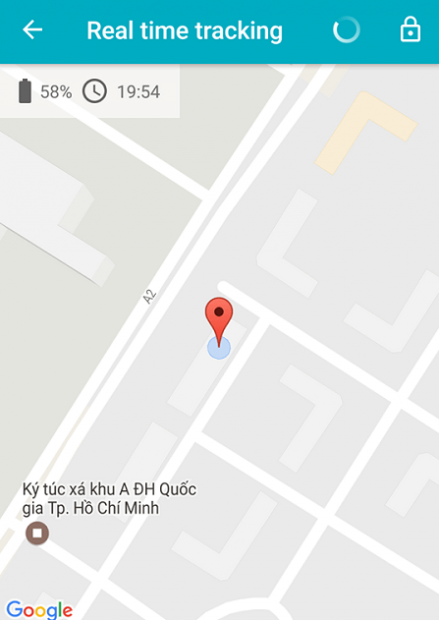 Real time tracking
58% 19:54
A2
Ký túc xá khu A ĐH Quốc
gia Tp. Hồ Chí Minh
Google